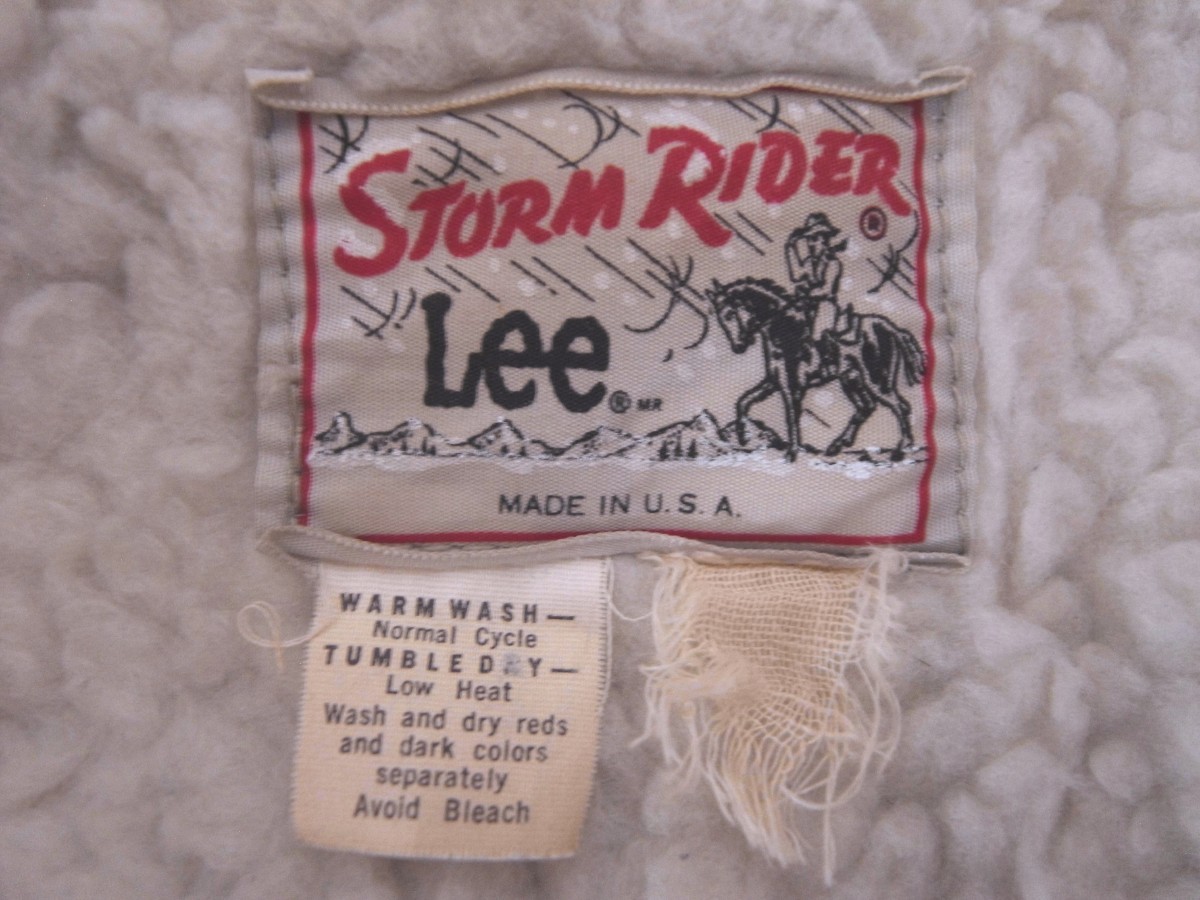 STORM RIDER
®
Lee® MR
MADE IN U.S.A.
WARM WASH—
Normal Cycle
TUMBLE DRY—
Low Heat
Wash and dry reds
and dark colors
separately
Avoid Bleach